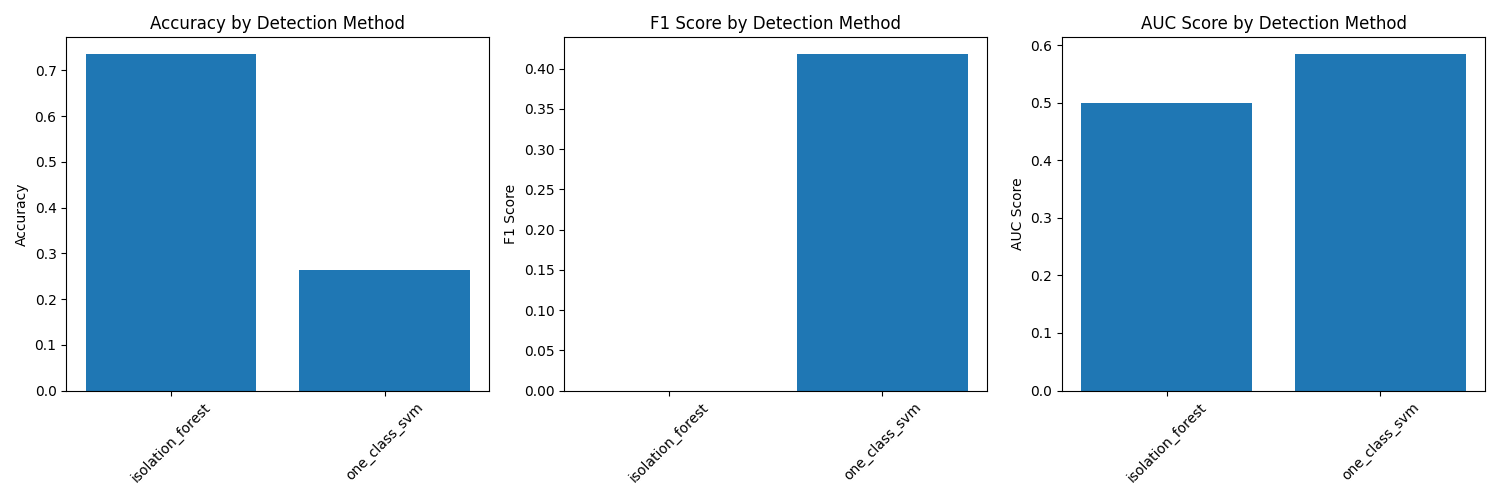 Accuracy by Detection Method
Accuracy
0.7
0.6
0.5
0.4
0.3
0.2
0.1
0.0
isolation_forest
one_class_svm
F1 Score by Detection Method
F1 Score
0.40
0.35
0.30
0.25
0.20
0.15
0.10
0.05
0.00
isolation_forest
one_class_svm
AUC Score by Detection Method
AUC Score
0.6
0.5
0.4
0.3
0.2
0.1
0.0
isolation_forest
one_class_svm